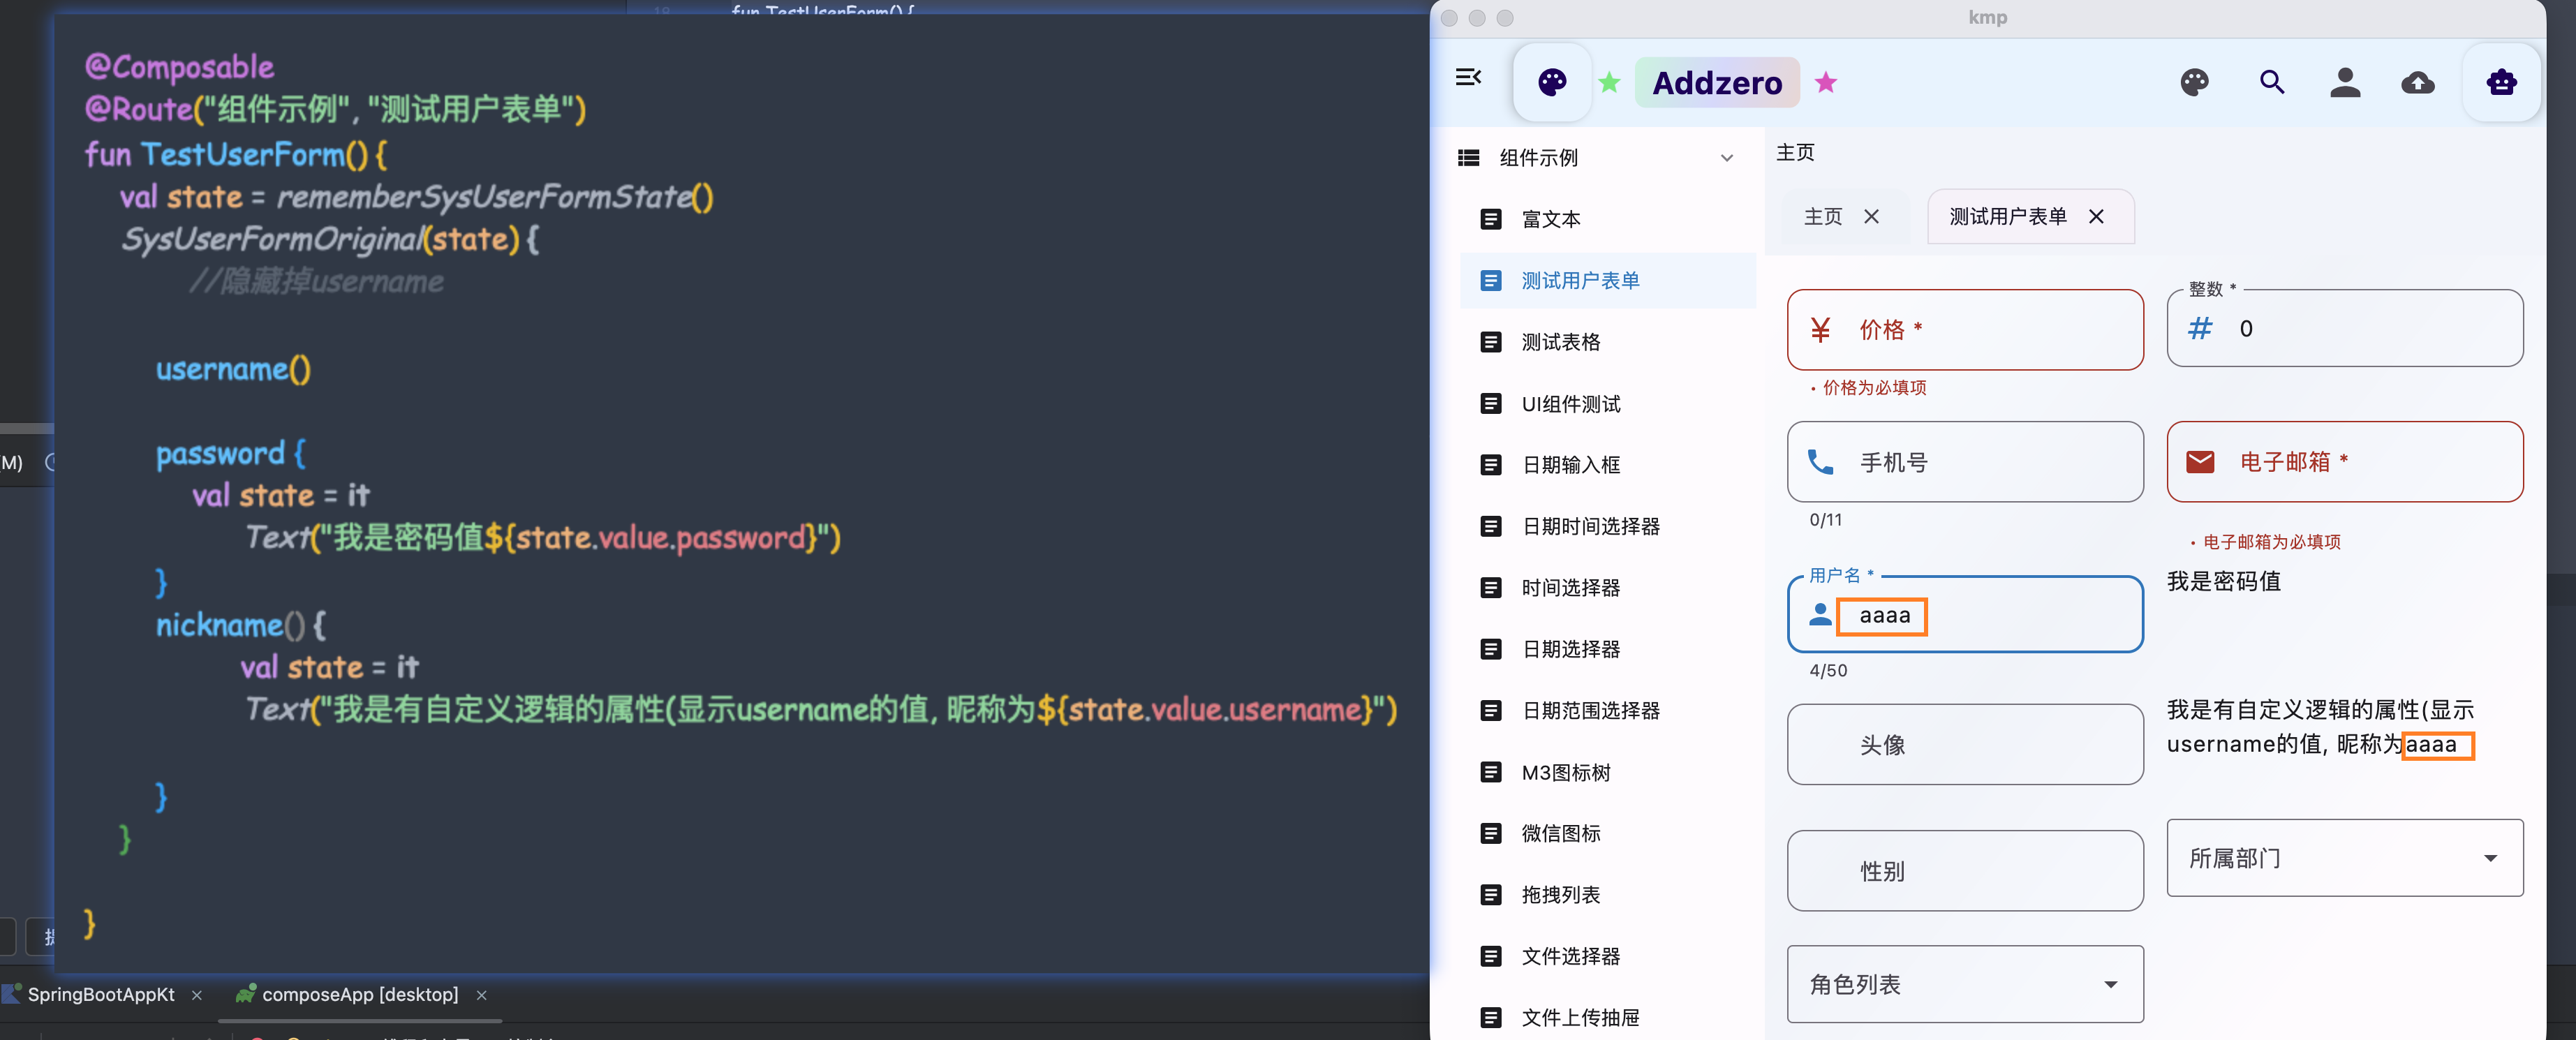 18 fun TestUserForm() {
@Composable
@Route("组件示例", "测试用户表单")
fun TestUserForm() {
val state = rememberSysUserFormState()
SysUserFormOriginal(state) {
//隐藏掉username
username()
password {
val state = it
Text("我是密码值${state.value.password}")
}
nickname() {
val state = it
Text("我是有自定义逻辑的属性(显示username的值, 昵称为${state.value.username}")
}
}
}
M)
SpringBootAppKt ×
composeApp [desktop] ×
kmp
Addzero
组件示例
富文本
测试用户表单
测试表格
UI组件测试
日期输入框
日期时间选择器
时间选择器
日期选择器
日期范围选择器
M3图标树
微信图标
拖拽列表
文件选择器
文件上传抽屉
主页
主页 ×
测试用户表单 ×
¥ 价格 *
• 价格为必填项
整数 *
# 0
手机号
0/11
电子邮箱 *
• 电子邮箱为必填项
用户名 *
aaaa
4/50
我是密码值
头像
我是有自定义逻辑的属性(显示
username的值, 昵称为aaaa
性别
所属部门
角色列表